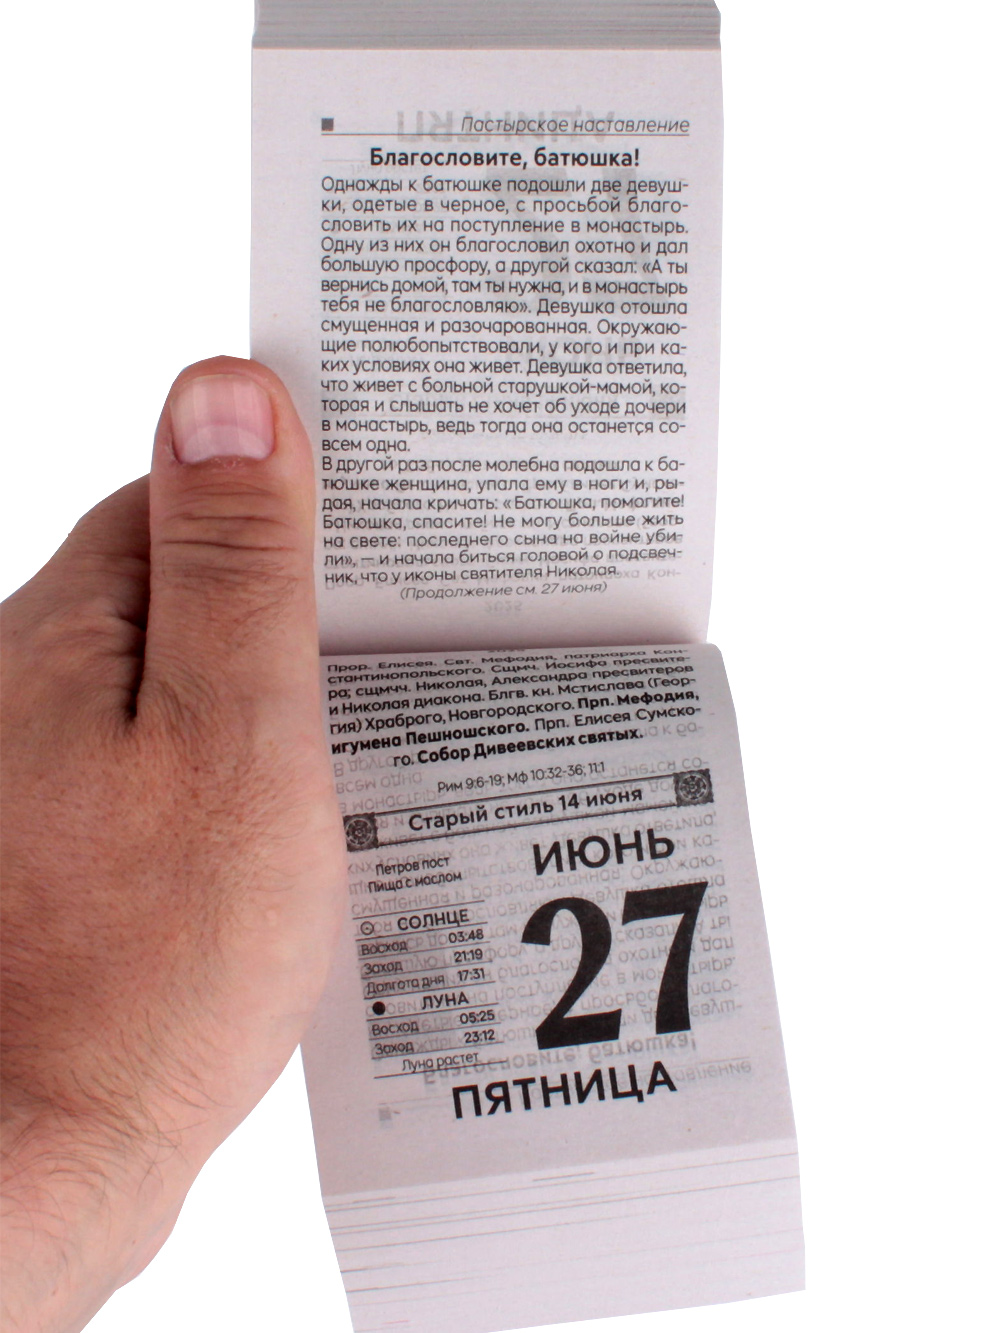 Пастырское наставление
Благословите, батюшка!
Однажды к батюшке подошли две девуш-
ки, одетые в черное, с просьбой благо-
словить их на поступление в монастырь.
Одну из них он благословил охотно и дал
большую просфору, а другой сказал: «А ты
вернись домой, там ты нужна, и в монастырь
тебя не благословляю». Девушка отошла
смущенная и разочарованная. Окружаю-
щие полюбопытствовали, у кого и при ка-
ких условиях она живет. Девушка ответила,
что живет с больной старушкой-мамой, ко-
торая и слышать не хочет об уходе дочери
в монастырь, ведь тогда она останется со-
всем одна.
В другой раз после молебна подошла к ба-
тюшке женщина, упала ему в ноги и, ры-
дая, начала кричать: «Батюшка, помогите!
Батюшка, спасите! Не могу больше жить
на свете: последнего сына на войне уби-
ли», — и начала биться головой о подсвеч-
ник, что у иконы святителя Николая.
(Продолжение см. 27 июня)
Прор. Елисея. Свт. Мефодия, патриарха Кон-
стантинопольского. Сщмч. Иосифа пресвите-
ра; сщмчч. Николая, Александра пресвитеров
и Николая диакона. Блгв. кн. Мстислава (Геор-
гия) Храброго, Новгородского. Прп. Мефодия,
игумена Пешношского. Прп. Елисея Сумско-
го. Собор Дивеевских святых.
Рим 9:6-19; Мф 10:32-36; 11:1
Старый стиль 14 июня
Петров пост
Пища с маслом
СОЛНЦЕ
Восход 03:48
Заход 21:19
Долгота дня 17:31
ЛУНА
Восход 05:25
Заход 23:12
Луна растет
ИЮНЬ
27
ПЯТНИЦА